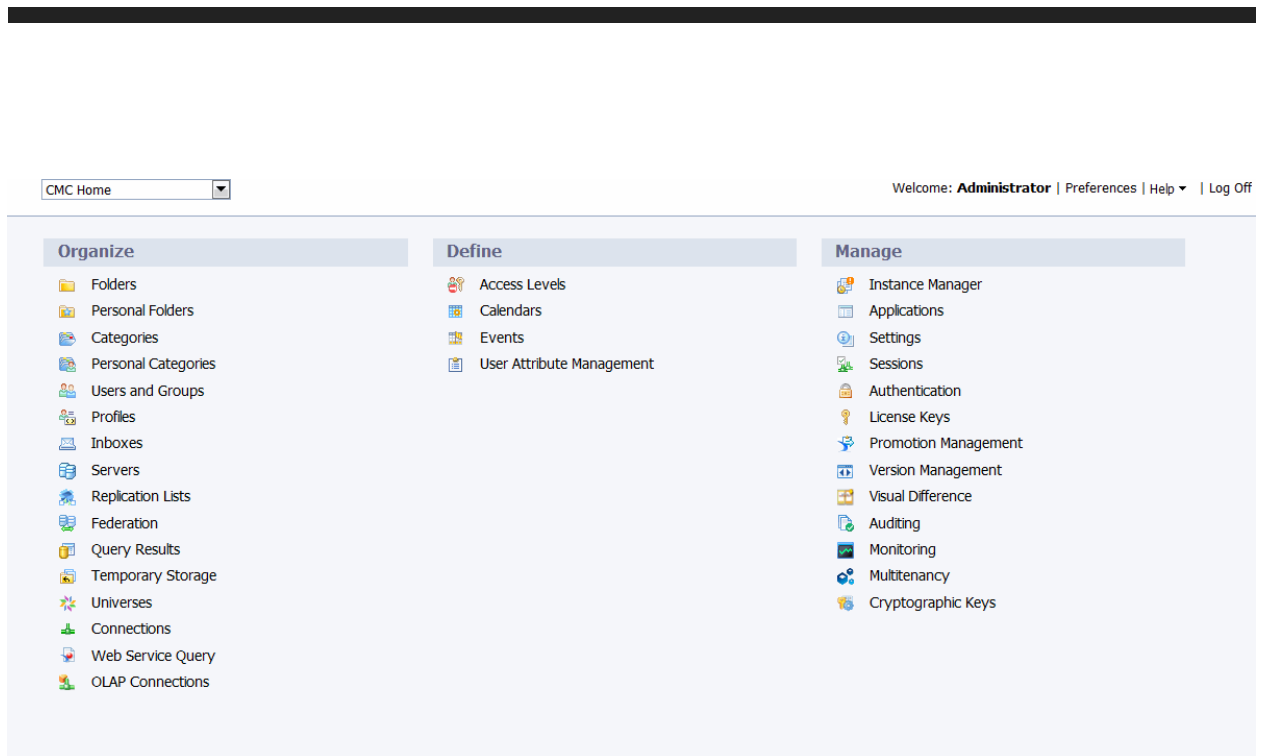 CMC Home
Welcome: Administrator | Preferences | Help | Log Off
Organize
Folders
Personal Folders
Categories
Personal Categories
Users and Groups
Profiles
Inboxes
Servers
Replication Lists
Federation
Query Results
Temporary Storage
Universes
Connections
Web Service Query
OLAP Connections
Define
Access Levels
Calendars
Events
User Attribute Management
Manage
Instance Manager
Applications
Settings
Sessions
Authentication
License Keys
Promotion Management
Version Management
Visual Difference
Auditing
Monitoring
Multitenancy
Cryptographic Keys